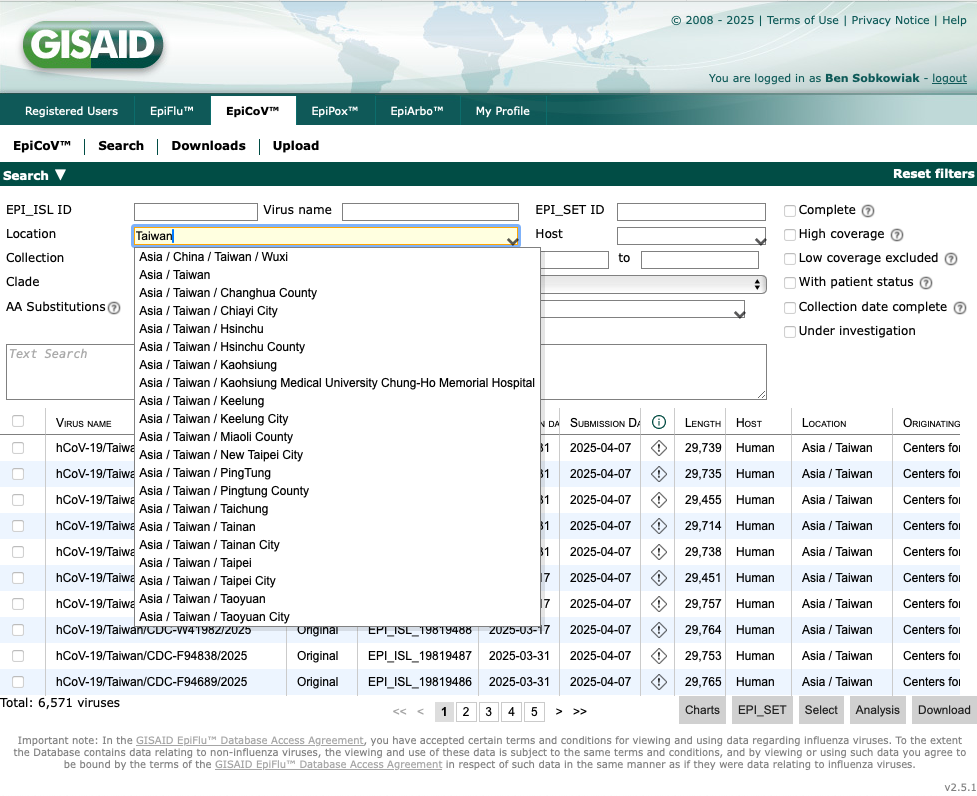 © 2008 - 2025 | Terms of Use | Privacy Notice | Help
GISAID
You are logged in as Ben Sobkowiak - logout
Registered Users EpiFlu™ EpiCoV™ EpiPox™ EpiArbo™ My Profile
EpiCoV™ Search Downloads Upload
Search ▼ Reset filters
EPI_ISL ID Virus name EPI_SET ID Complete ?
Location Taiwan Host High coverage ?
Collection to Low coverage excluded ?
Clade With patient status ?
AA Substitutions ? Collection date complete ?
Under investigation
Text Search
Asia / China / Taiwan / Wuxi
Asia / Taiwan
Asia / Taiwan / Changhua County
Asia / Taiwan / Chiayi City
Asia / Taiwan / Hsinchu
Asia / Taiwan / Hsinchu County
Asia / Taiwan / Kaohsiung
Asia / Taiwan / Kaohsiung Medical University Chung-Ho Memorial Hospital
Asia / Taiwan / Keelung
Asia / Taiwan / Keelung City
Asia / Taiwan / Miaoli County
Asia / Taiwan / New Taipei City
Asia / Taiwan / PingTung
Asia / Taiwan / Pingtung County
Asia / Taiwan / Taichung
Asia / Taiwan / Tainan
Asia / Taiwan / Tainan City
Asia / Taiwan / Taipei
Asia / Taiwan / Taipei City
Asia / Taiwan / Taoyuan
Asia / Taiwan / Taoyuan City
Virus name Submission Da Length Host Location Originating
hCoV-19/Taiwa 31 2025-04-07 29,739 Human Asia / Taiwan Centers for
hCoV-19/Taiwa 31 2025-04-07 29,735 Human Asia / Taiwan Centers for
hCoV-19/Taiwa 31 2025-04-07 29,455 Human Asia / Taiwan Centers for
hCoV-19/Taiwa 31 2025-04-07 29,714 Human Asia / Taiwan Centers for
hCoV-19/Taiwa 31 2025-04-07 29,738 Human Asia / Taiwan Centers for
hCoV-19/Taiwa 17 2025-04-07 29,451 Human Asia / Taiwan Centers for
hCoV-19/Taiwa 17 2025-04-07 29,757 Human Asia / Taiwan Centers for
hCoV-19/Taiwan/CDC-W41982/2025 Original EPI_ISL_19819488 2025-03-17 2025-04-07 29,764 Human Asia / Taiwan Centers for
hCoV-19/Taiwan/CDC-F94838/2025 Original EPI_ISL_19819487 2025-03-31 2025-04-07 29,753 Human Asia / Taiwan Centers for
hCoV-19/Taiwan/CDC-F94689/2025 Original EPI_ISL_19819486 2025-03-31 2025-04-07 29,765 Human Asia / Taiwan Centers for
Total: 6,571 viruses
<< < 1 2 3 4 5 > >> Charts EPI_SET Select Analysis Download
Important note: In the GISAID EpiFlu™ Database Access Agreement, you have accepted certain terms and conditions for viewing and using data regarding influenza viruses. To the extent
the Database contains data relating to non-influenza viruses, the viewing and use of these data is subject to the same terms and conditions, and by viewing or using such data you agree to
be bound by the terms of the GISAID EpiFlu™ Database Access Agreement in respect of such data in the same manner as if they were data relating to influenza viruses.
v2.5.1